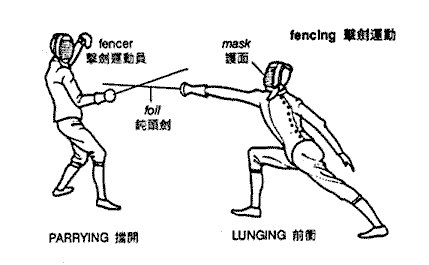 fencing 擊劍運動
fencer
擊劍運動員
mask
護面
foil
鈍頭劍
PARRYING 擋開
LUNGING 前衝